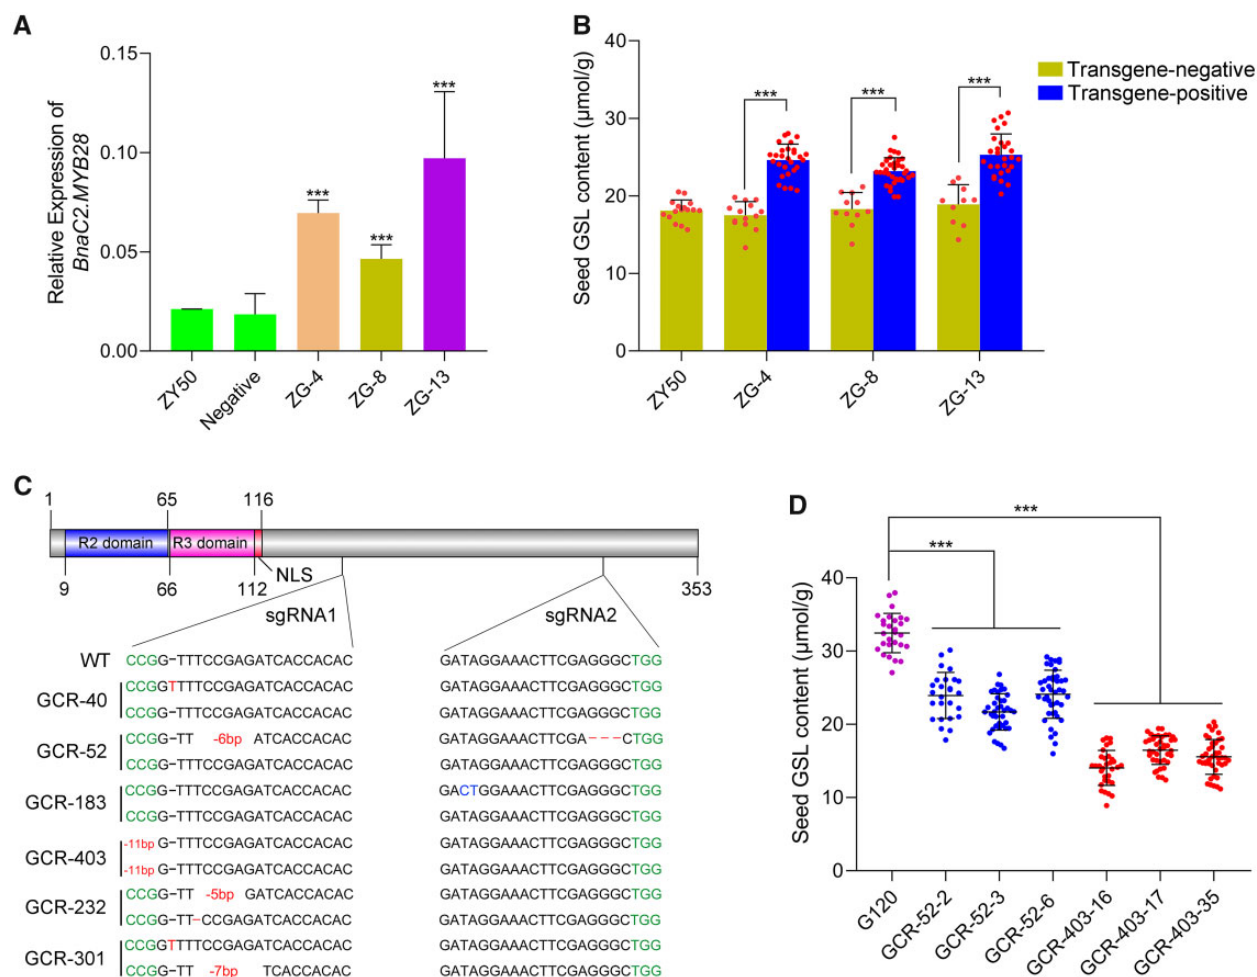 A
Relative Expression of
BnaC2.MYB28
0.15
0.10
0.05
0.00
***
***
***
ZY50
Negative
ZG-4
ZG-8
ZG-13
B
Seed GSL content (μmol/g)
40
30
20
10
0
***
***
***
ZY50
ZG-4
ZG-8
ZG-13
Transgene-negative
Transgene-positive
C
1 65 116
R2 domain R3 domain
9 66 112 NLS 353
sgRNA1 sgRNA2
WT CCGG-TTTCCGAGATCACCACAC GATAGGAAACTTCGAGGGCTGG
GCR-40 CCGGTTTTCCGAGATCACCACAC GATAGGAAACTTCGAGGGCTGG
CCGG-TTTCCGAGATCACCACAC GATAGGAAACTTCGAGGGCTGG
GCR-52 CCGG-TT -6bp ATCACCACAC GATAGGAAACTTCGA---CTGG
CCGG-TTTCCGAGATCACCACAC GATAGGAAACTTCGAGGGCTGG
GCR-183 CCGG-TTTCCGAGATCACCACAC GACTGGAAACTTCGAGGGCTGG
CCGG-TTTCCGAGATCACCACAC GATAGGAAACTTCGAGGGCTGG
GCR-403 -11bp G-TTTCCGAGATCACCACAC GATAGGAAACTTCGAGGGCTGG
-11bp G-TTTCCGAGATCACCACAC GATAGGAAACTTCGAGGGCTGG
GCR-232 CCGG-TT -5bp GATCACCACAC GATAGGAAACTTCGAGGGCTGG
CCGG-TT-CCGAGATCACCACAC GATAGGAAACTTCGAGGGCTGG
GCR-301 CCGGTTTTCCGAGATCACCACAC GATAGGAAACTTCGAGGGCTGG
CCGG-TT -7bp TCACCACAC GATAGGAAACTTCGAGGGCTGG
D
Seed GSL content (μmol/g)
40
30
20
10
0
***
***
G120
GCR-52-2
GCR-52-3
GCR-52-6
GCR-403-16
GCR-403-17
GCR-403-35